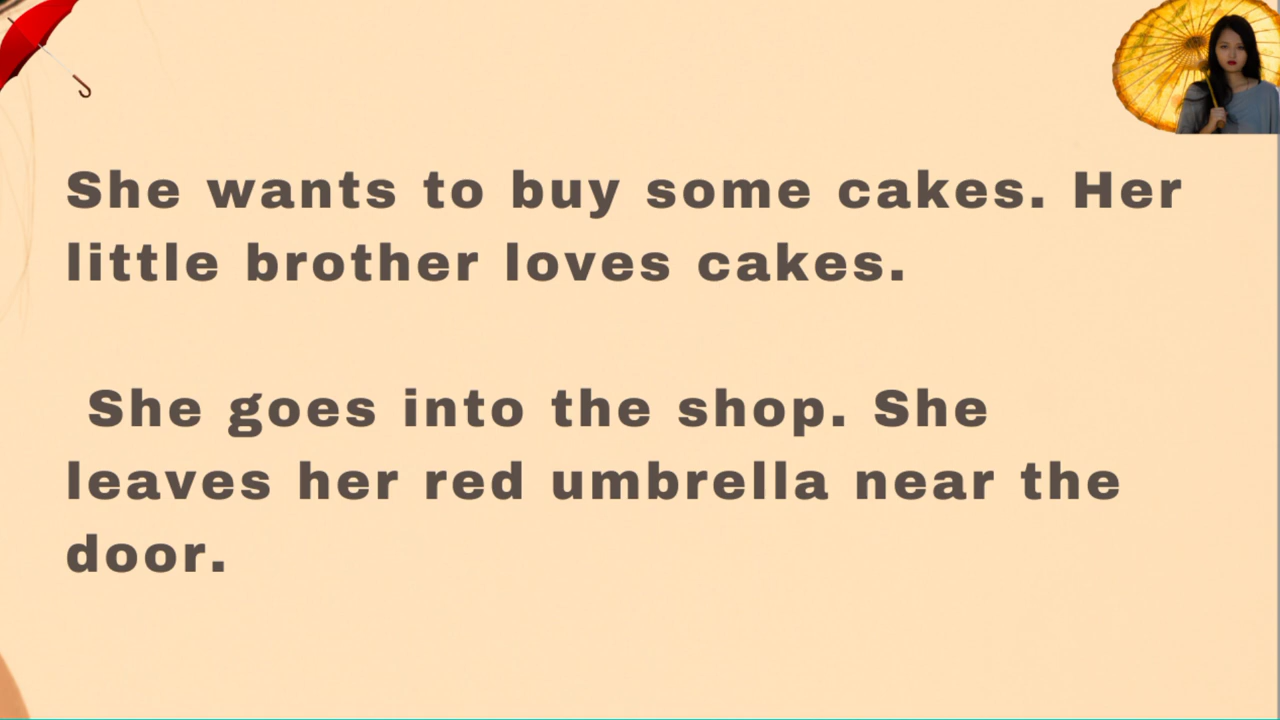 She wants to buy some cakes. Her
little brother loves cakes.
She goes into the shop. She
leaves her red umbrella near the
door.